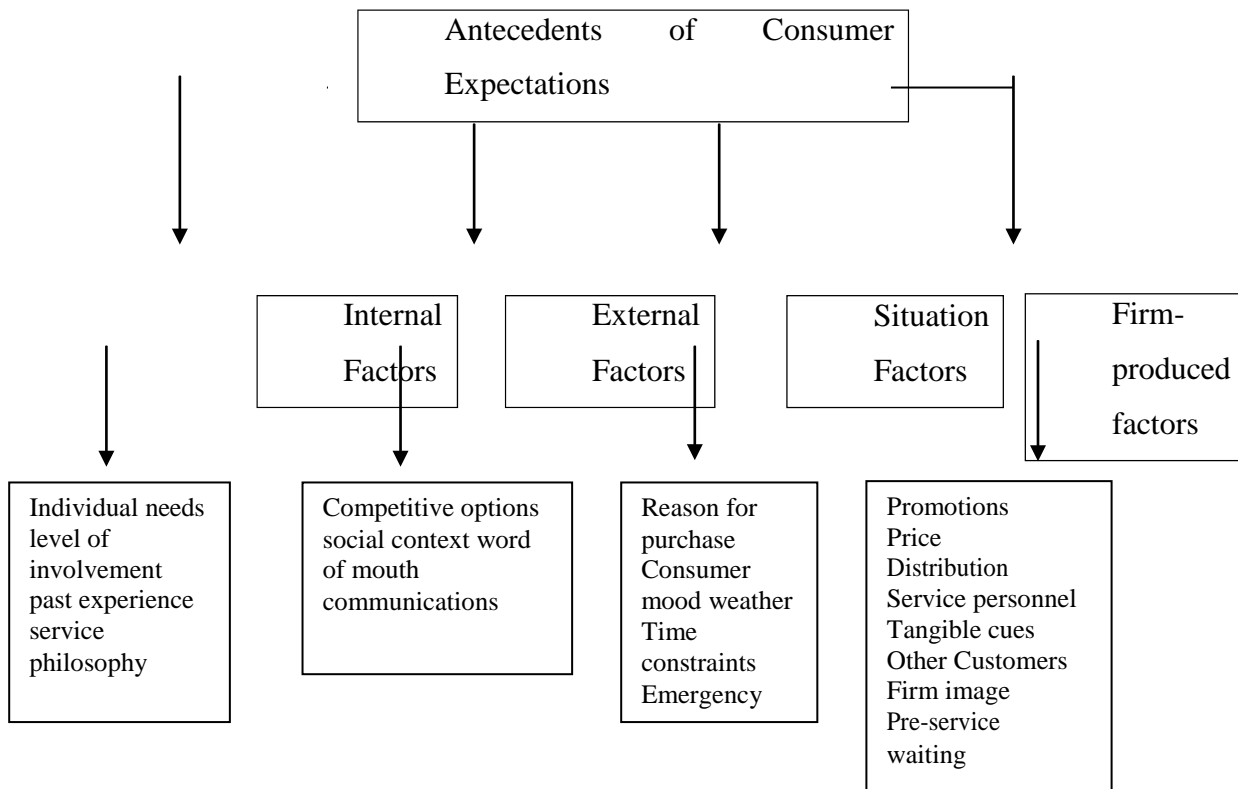 Antecedents of Consumer
Expectations
Internal
Factors
External
Factors
Situation
Factors
Firm-
produced
factors
Individual needs
level of
involvement
past experience
service
philosophy
Competitive options
social context word
of mouth
communications
Reason for
purchase
Consumer
mood weather
Time
constraints
Emergency
Promotions
Price
Distribution
Service personnel
Tangible cues
Other Customers
Firm image
Pre-service
waiting